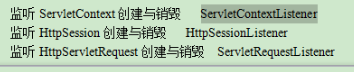 监听 ServletContext 创建与销毁 ServletContextListener
监听 HttpSession 创建与销毁 HttpSessionListener
监听 HttpServletRequest 创建与销毁 ServletRequestListener